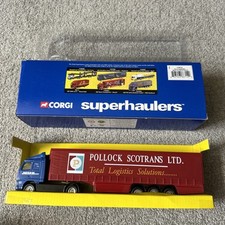 CORGI superhaulers
POLLOCK SCOTRANS LTD.
Total Logistics Solutions......